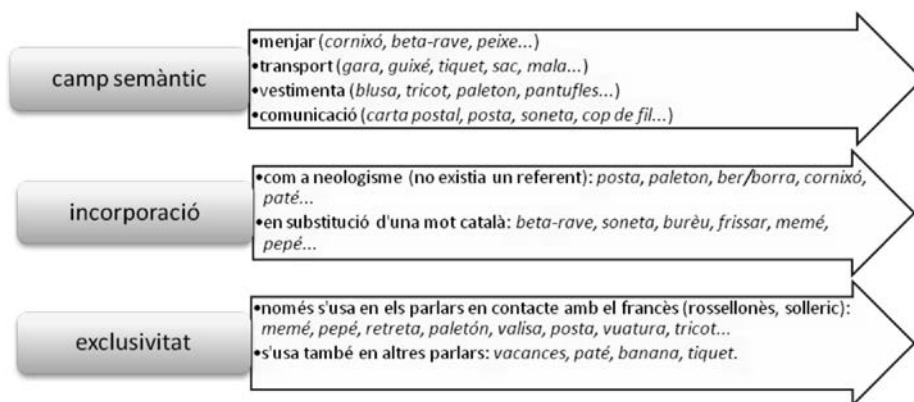 camp semàntic
•menjar (cornixó, beta-rave, peixe...)
•transport (gara, guixé, tiquet, sac, mala...)
•vestimenta (blusa, tricot, paleton, pantufles...)
•comunicació (carta postal, posta, soneta, cop de fil...)
incorporació
•com a neologisme (no existia un referent): posta, paleton, ber/borra, cornixó,
paté...
•en substitució d'una mot català: beta-rave, soneta, burèu, frissar, memé,
pepé...
exclusivitat
•només s'usa en els parlars en contacte amb el francès (rossellonès, solleric):
memé, pepé, retreta, paletón, valisa, posta, vuatura, tricot...
•s'usa també en altres parlars: vacances, paté, banana, tiquet.